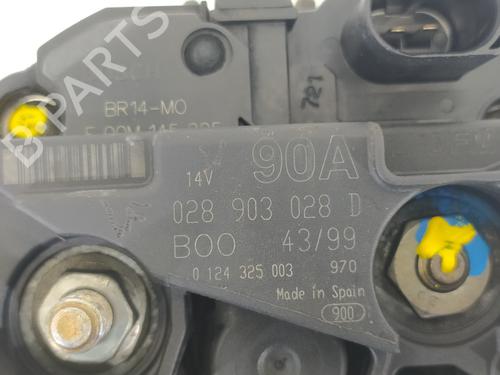 B-PARTS
BR14-MO
721
14V 90A
028 903 028 D
BOO 43/99
0 124 325 003 970
Made in Spain
900